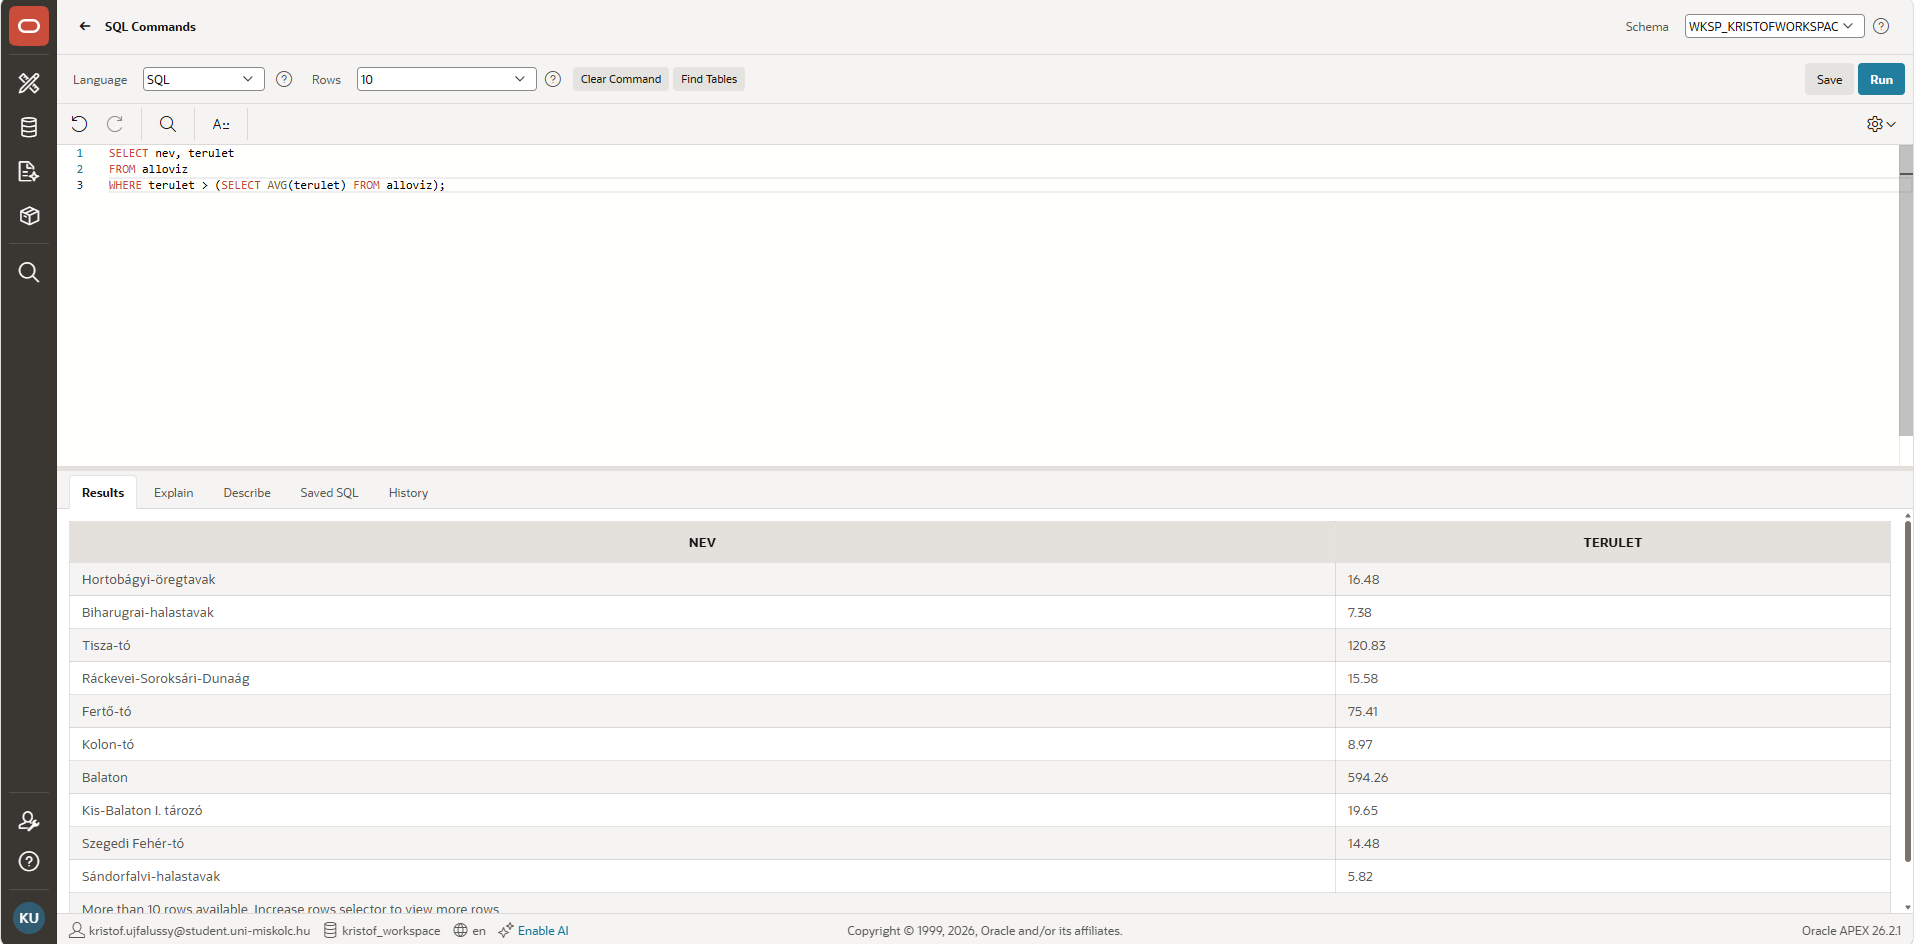 SQL Commands
Schema WKSP_KRISTOFWORKSPAC
Language SQL Rows 10 Clear Command Find Tables Save Run
A::
1 SELECT nev, terulet
2 FROM alloviz
3 WHERE terulet > (SELECT AVG(terulet) FROM alloviz);
Results Explain Describe Saved SQL History
NEV TERULET
Hortobágyi-öregtavak 16.48
Biharugrai-halastavak 7.38
Tisza-tó 120.83
Ráckevei-Soroksári-Dunaág 15.58
Fertő-tó 75.41
Kolon-tó 8.97
Balaton 594.26
Kis-Balaton I. tározó 19.65
Szegedi Fehér-tó 14.48
Sándorfalvi-halastavak 5.82
More than 10 rows available. Increase rows selector to view more rows.
KU kristof.ujfalussy@student.uni-miskolc.hu kristof_workspace en Enable AI Copyright © 1999, 2026, Oracle and/or its affiliates. Oracle APEX 26.2.1